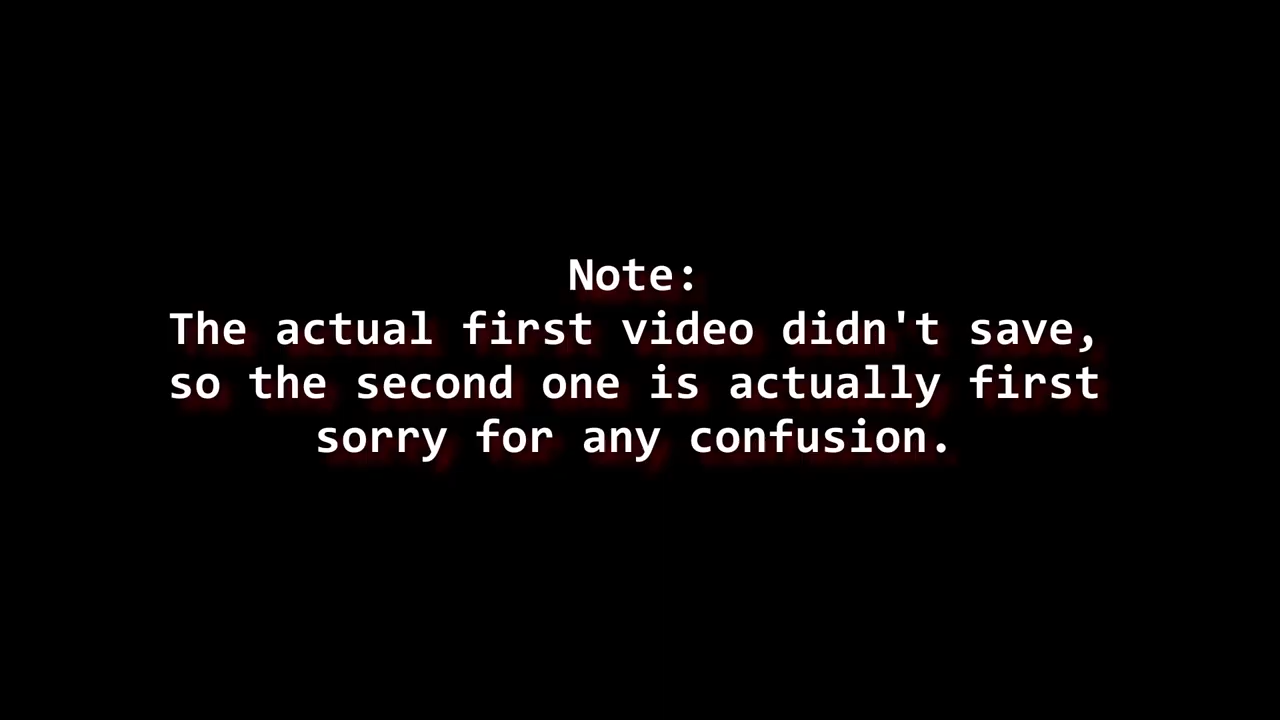 Note:
The actual first video didn't save,
so the second one is actually first
sorry for any confusion.